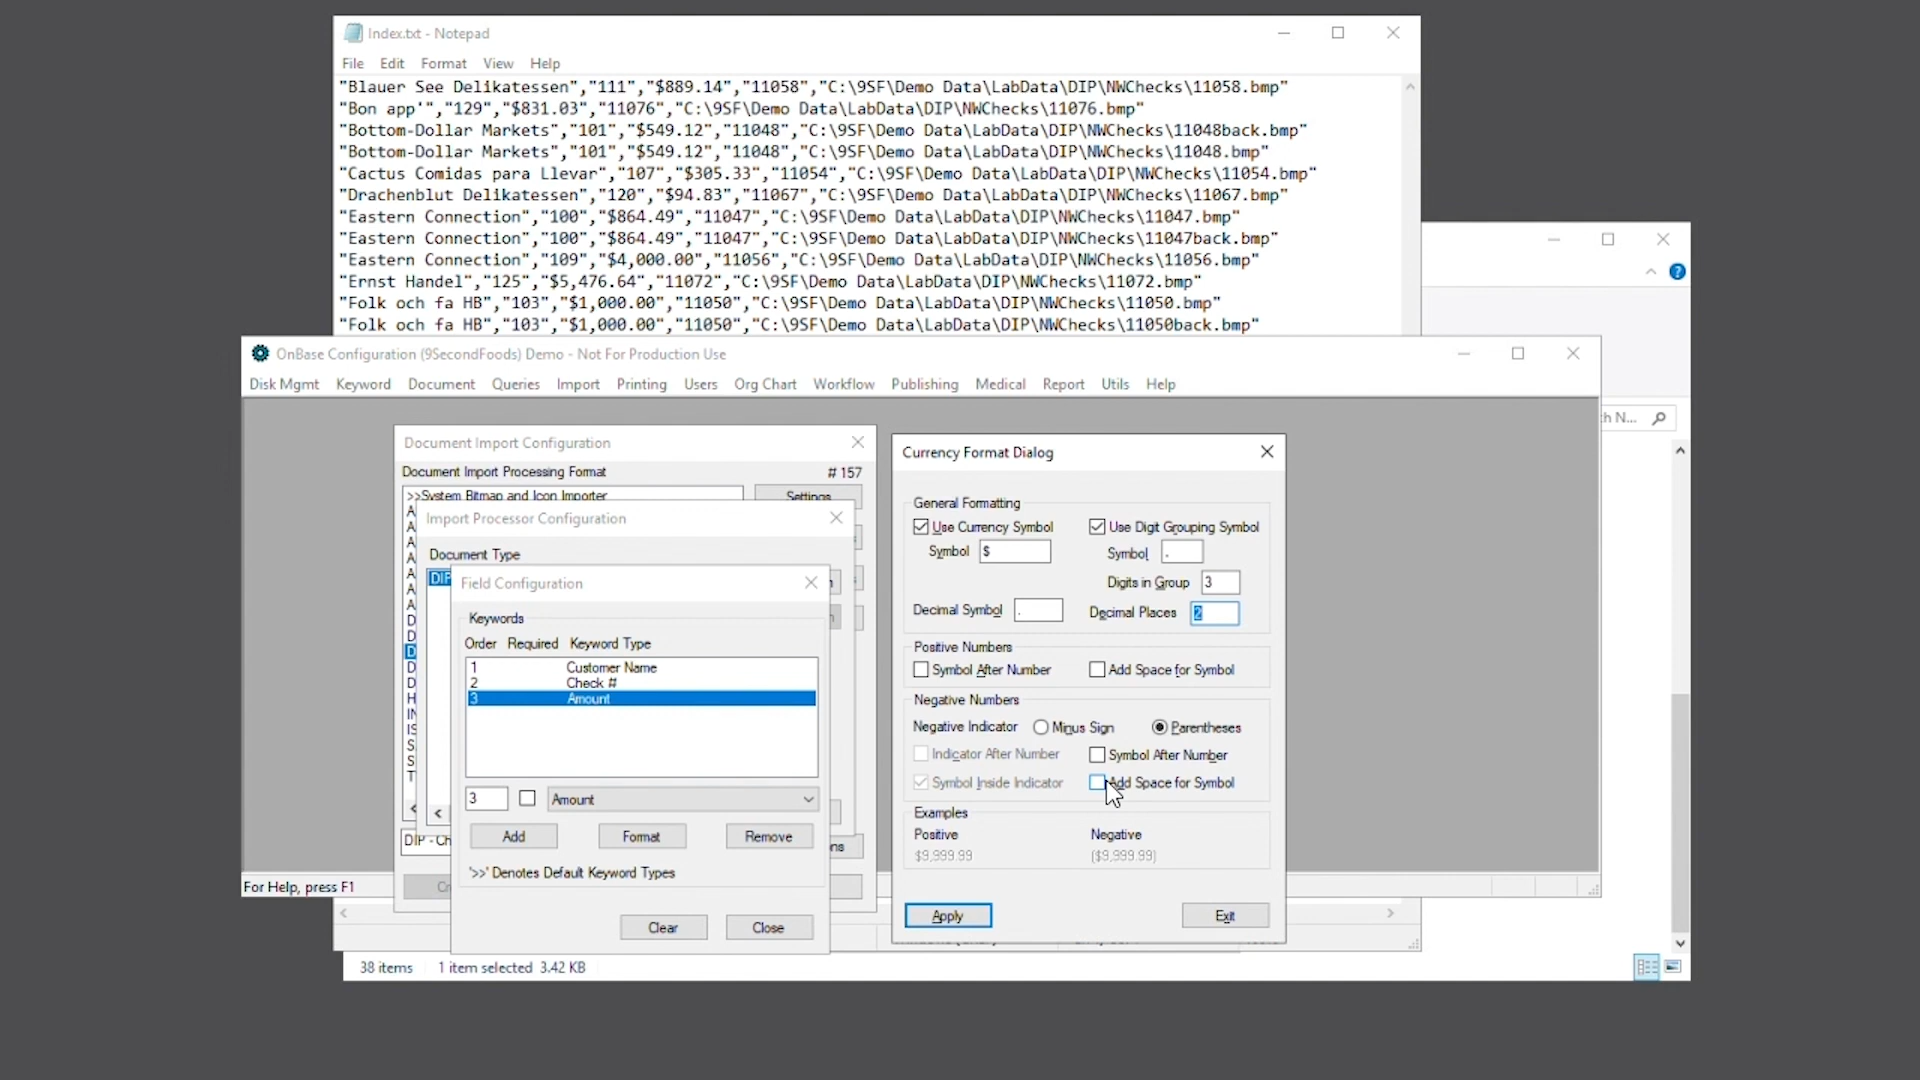 Index.txt - Notepad
File Edit Format View Help
"Blauer See Delikatessen","111","$889.14","11058","C:\9SF\Demo Data\LabData\DIP\NWChecks\11058.bmp"
"Bon app'","129","$831.03","11076","C:\9SF\Demo Data\LabData\DIP\NWChecks\11076.bmp"
"Bottom-Dollar Markets","101","$549.12","11048","C:\9SF\Demo Data\LabData\DIP\NWChecks\11048back.bmp"
"Bottom-Dollar Markets","101","$549.12","11048","C:\9SF\Demo Data\LabData\DIP\NWChecks\11048.bmp"
"Cactus Comidas para Llevar","107","$305.33","11054","C:\9SF\Demo Data\LabData\DIP\NWChecks\11054.bmp"
"Drachenblut Delikatessen","120","$94.83","11067","C:\9SF\Demo Data\LabData\DIP\NWChecks\11067.bmp"
"Eastern Connection","100","$864.49","11047","C:\9SF\Demo Data\LabData\DIP\NWChecks\11047.bmp"
"Eastern Connection","100","$864.49","11047","C:\9SF\Demo Data\LabData\DIP\NWChecks\11047back.bmp"
"Eastern Connection","109","$4,000.00","11056","C:\9SF\Demo Data\LabData\DIP\NWChecks\11056.bmp"
"Ernst Handel","125","$5,476.64","11072","C:\9SF\Demo Data\LabData\DIP\NWChecks\11072.bmp"
"Folk och fa HB","103","$1,000.00","11050","C:\9SF\Demo Data\LabData\DIP\NWChecks\11050.bmp"
"Folk och fa HB","103","$1,000.00","11050","C:\9SF\Demo Data\LabData\DIP\NWChecks\11050back.bmp"
OnBase Configuration (9SecondFoods) Demo - Not For Production Use
Disk Mgmt Keyword Document Queries Import Printing Users Org Chart Workflow Publishing Medical Report Utils Help
N...
Document Import Configuration
Document Import Processing Format # 157
>>System Bitmap and Icon Importer Settings
Import Processor Configuration
Document Type
DIP
Field Configuration
Keywords
Order Required Keyword Type
1 Customer Name
2 Check #
3 Amount
3 Amount
Add Format Remove
'>>' Denotes Default Keyword Types
Clear Close
DIP - Ch
Currency Format Dialog
General Formatting
Use Currency Symbol Use Digit Grouping Symbol
Symbol $ Symbol ,
Digits in Group 3
Decimal Symbol . Decimal Places 2
Positive Numbers
Symbol After Number Add Space for Symbol
Negative Numbers
Negative Indicator Minus Sign Parentheses
Indicator After Number Symbol After Number
Symbol Inside Indicator Add Space for Symbol
Examples
Positive Negative
$9,999.99 ($9,999.99)
Apply Exit
For Help, press F1
38 items 1 item selected 3.42 KB